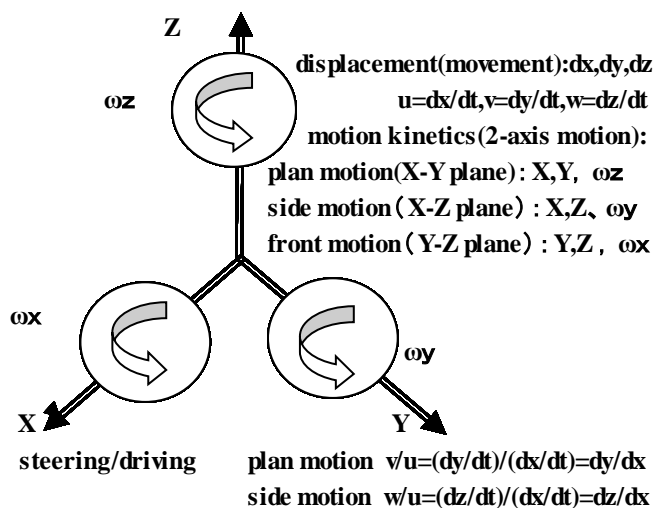 Z
displacement(movement):dx,dy,dz
ωz
u=dx/dt,v=dy/dt,w=dz/dt
motion kinetics(2-axis motion):
plan motion(X-Y plane)：X,Y, ωz
side motion（X-Z plane）：X,Z、ωy
front motion（Y-Z plane）：Y,Z，ωx
ωx
ωy
X
Y
steering/driving
plan motion v/u=(dy/dt)/(dx/dt)=dy/dx
side motion w/u=(dz/dt)/(dx/dt)=dz/dx